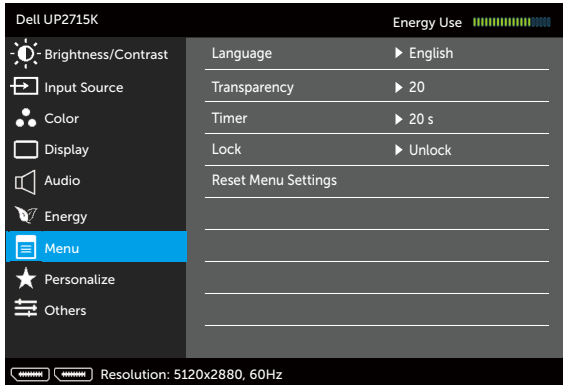 Dell UP2715K Energy Use
Brightness/Contrast Language English
Input Source Transparency 20
Color Timer 20 s
Display Lock Unlock
Audio Reset Menu Settings
Energy
Menu
Personalize
Others
Resolution: 5120x2880, 60Hz